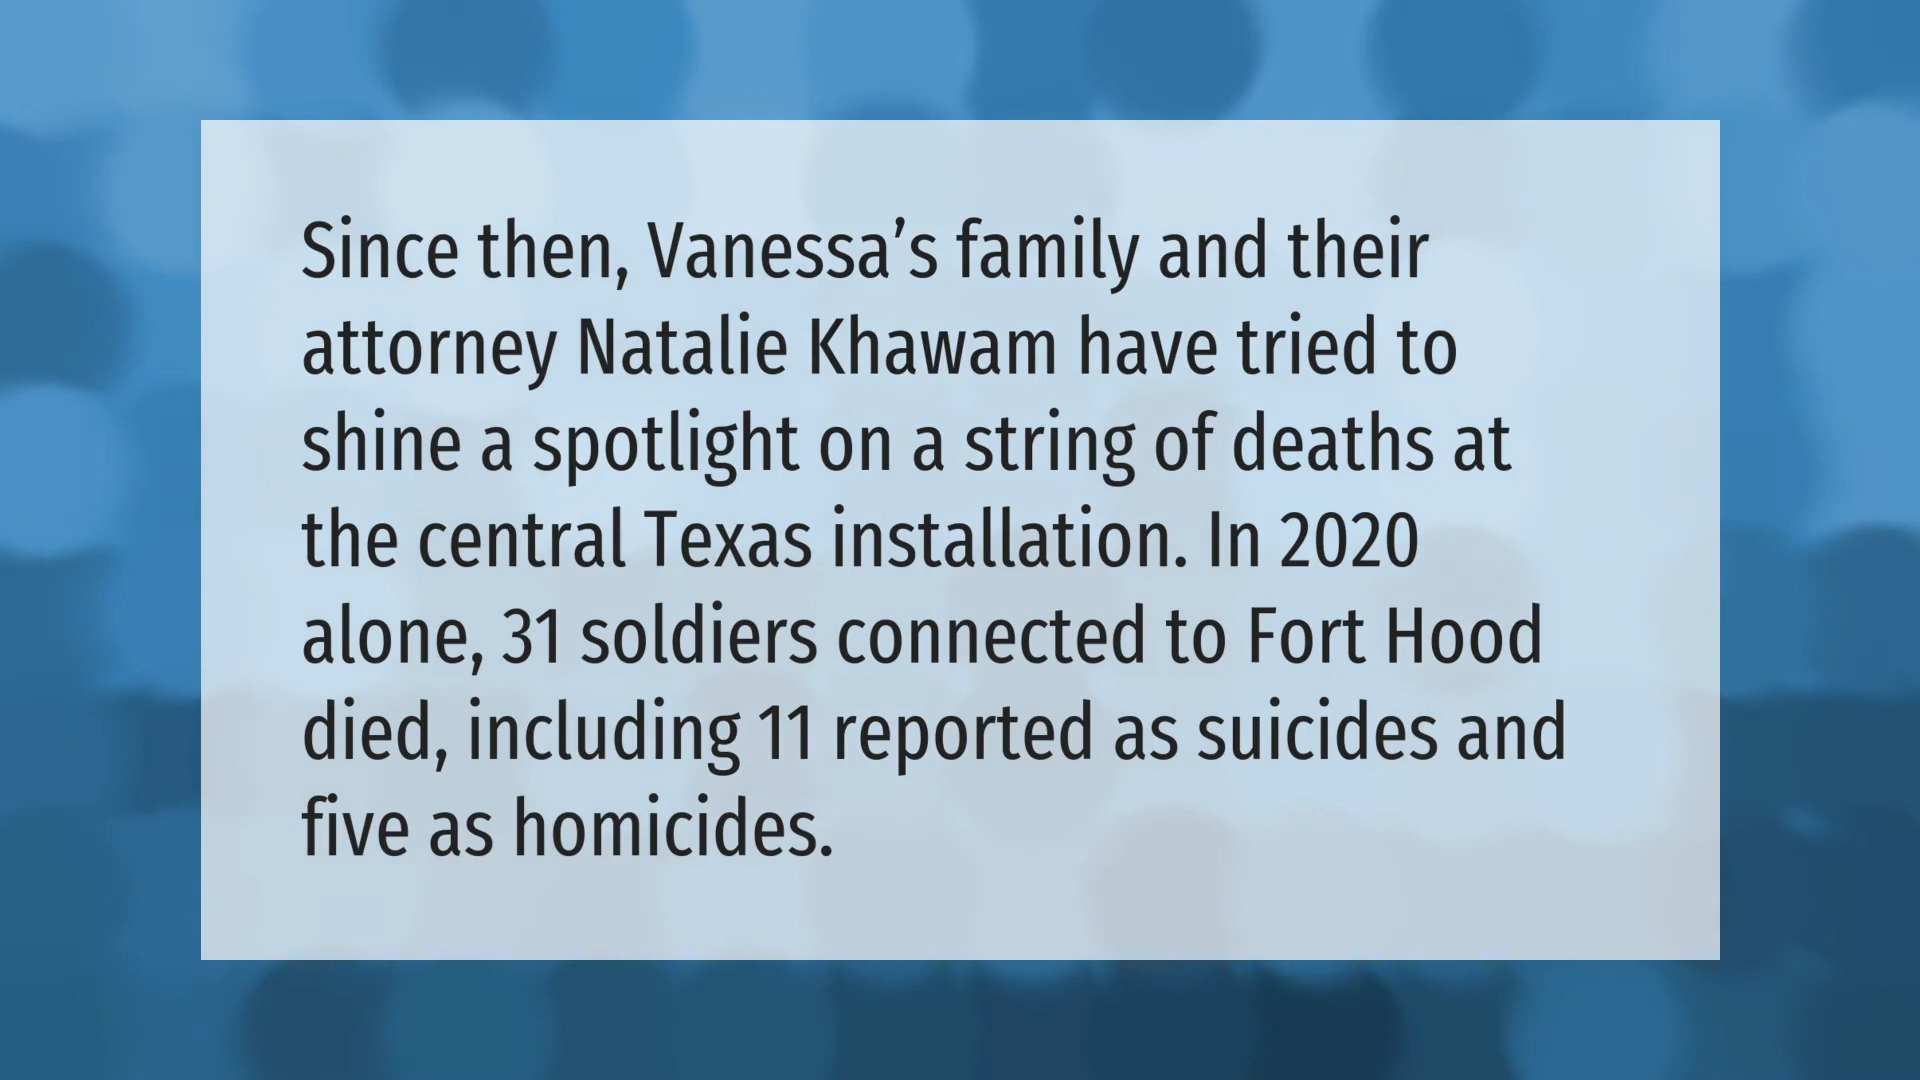 Since then, Vanessa’s family and their
attorney Natalie Khawam have tried to
shine a spotlight on a string of deaths at
the central Texas installation. In 2020
alone, 31 soldiers connected to Fort Hood
died, including 11 reported as suicides and
five as homicides.